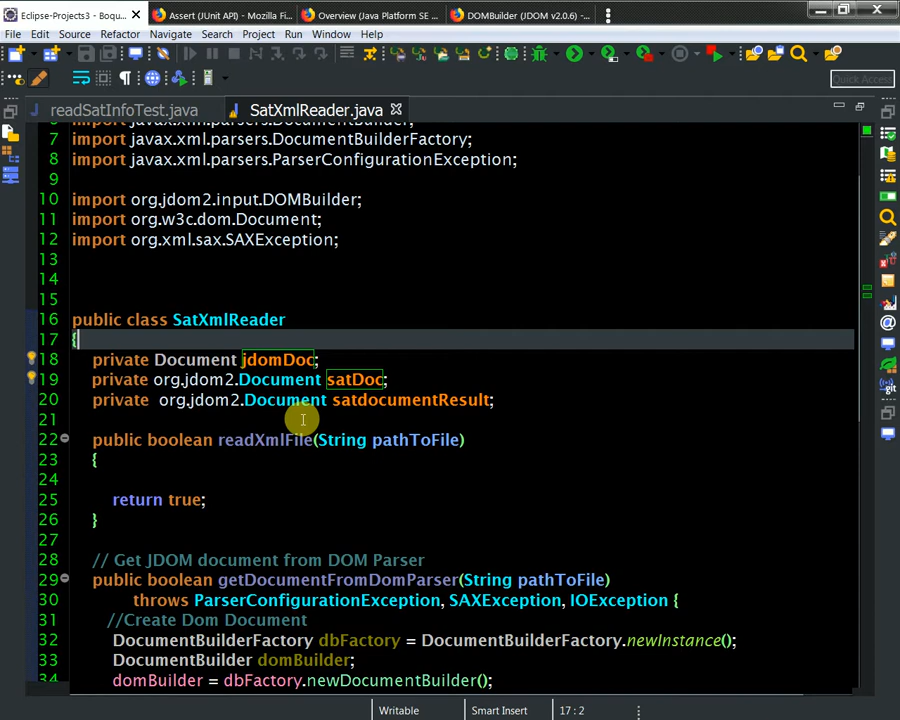 Eclipse-Projects3 - Boqu
Assert (JUnit API) - Mozilla Fi
Overview (Java Platform SE
DOMBuilder (JDOM v2.0.6) -
File Edit Source Refactor Navigate Search Project Run Window Help
Quick Access
readSatInfoTest.java
SatXmlReader.java
7 import javax.xml.parsers.DocumentBuilderFactory;
8 import javax.xml.parsers.ParserConfigurationException;
9
10 import org.jdom2.input.DOMBuilder;
11 import org.w3c.dom.Document;
12 import org.xml.sax.SAXException;
13
14
15
16 public class SatXmlReader
17 {
18 private Document jdomDoc;
19 private org.jdom2.Document satDoc;
20 private org.jdom2.Document satdocumentResult;
21
22 public boolean readXmlFile(String pathToFile)
23 {
24
25 return true;
26 }
27
28 // Get JDOM document from DOM Parser
29 public boolean getDocumentFromDomParser(String pathToFile)
30 throws ParserConfigurationException, SAXException, IOException {
31 //Create Dom Document
32 DocumentBuilderFactory dbFactory = DocumentBuilderFactory.newInstance();
33 DocumentBuilder domBuilder;
34 domBuilder = dbFactory.newDocumentBuilder();
Writable
Smart Insert
17 : 2